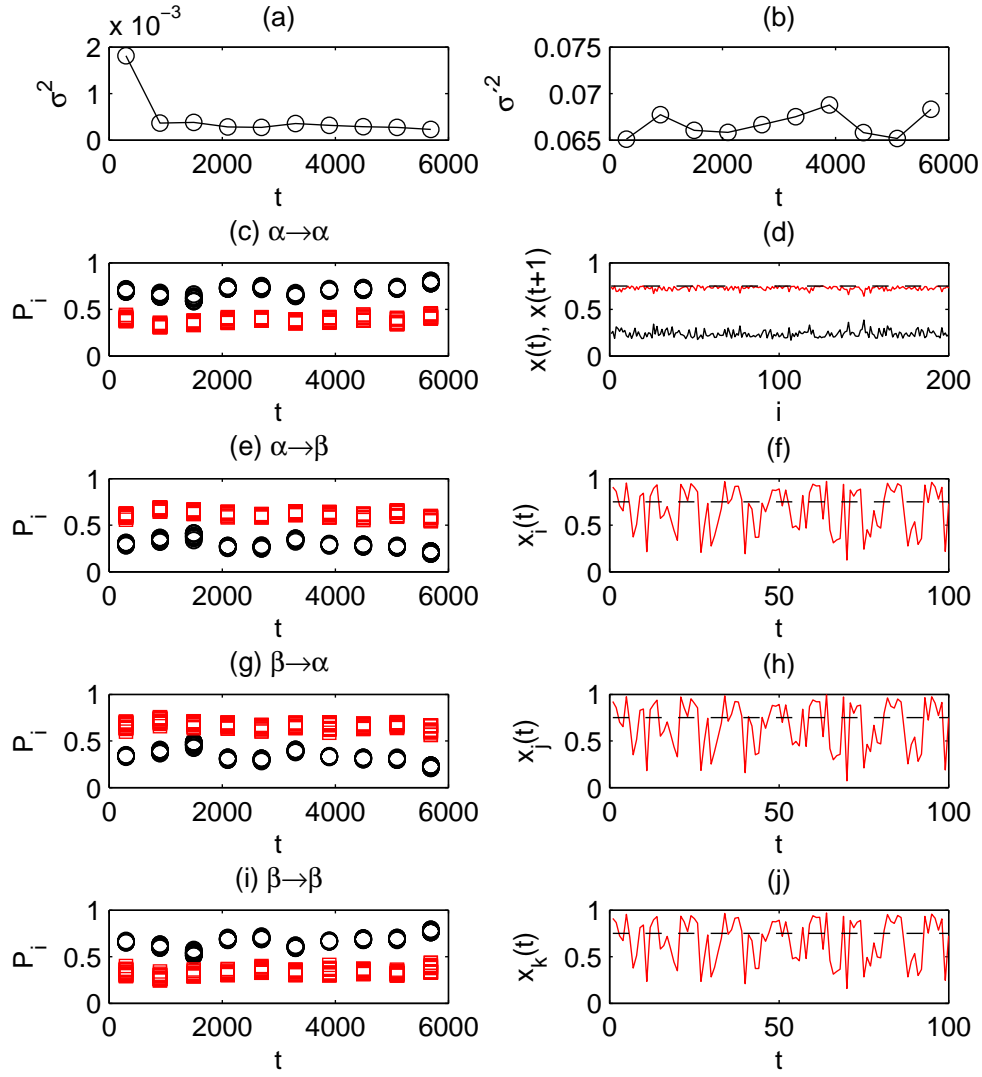 (a)
x 10⁻³
2
1
0
σ²
0 2000 4000 6000
t
(b)
0.075
0.07
0.065
σ´²
0 2000 4000 6000
t
(c) α→α
1
0.5
0
P_i
0 2000 4000 6000
t
(d)
1
0.5
0
x(t), x(t+1)
0 100 200
i
(e) α→β
1
0.5
0
P_i
0 2000 4000 6000
t
(f)
1
0.5
0
x_i(t)
0 50 100
t
(g) β→α
1
0.5
0
P_i
0 2000 4000 6000
t
(h)
1
0.5
0
x_j(t)
0 50 100
t
(i) β→β
1
0.5
0
P_i
0 2000 4000 6000
t
(j)
1
0.5
0
x_k(t)
0 50 100
t